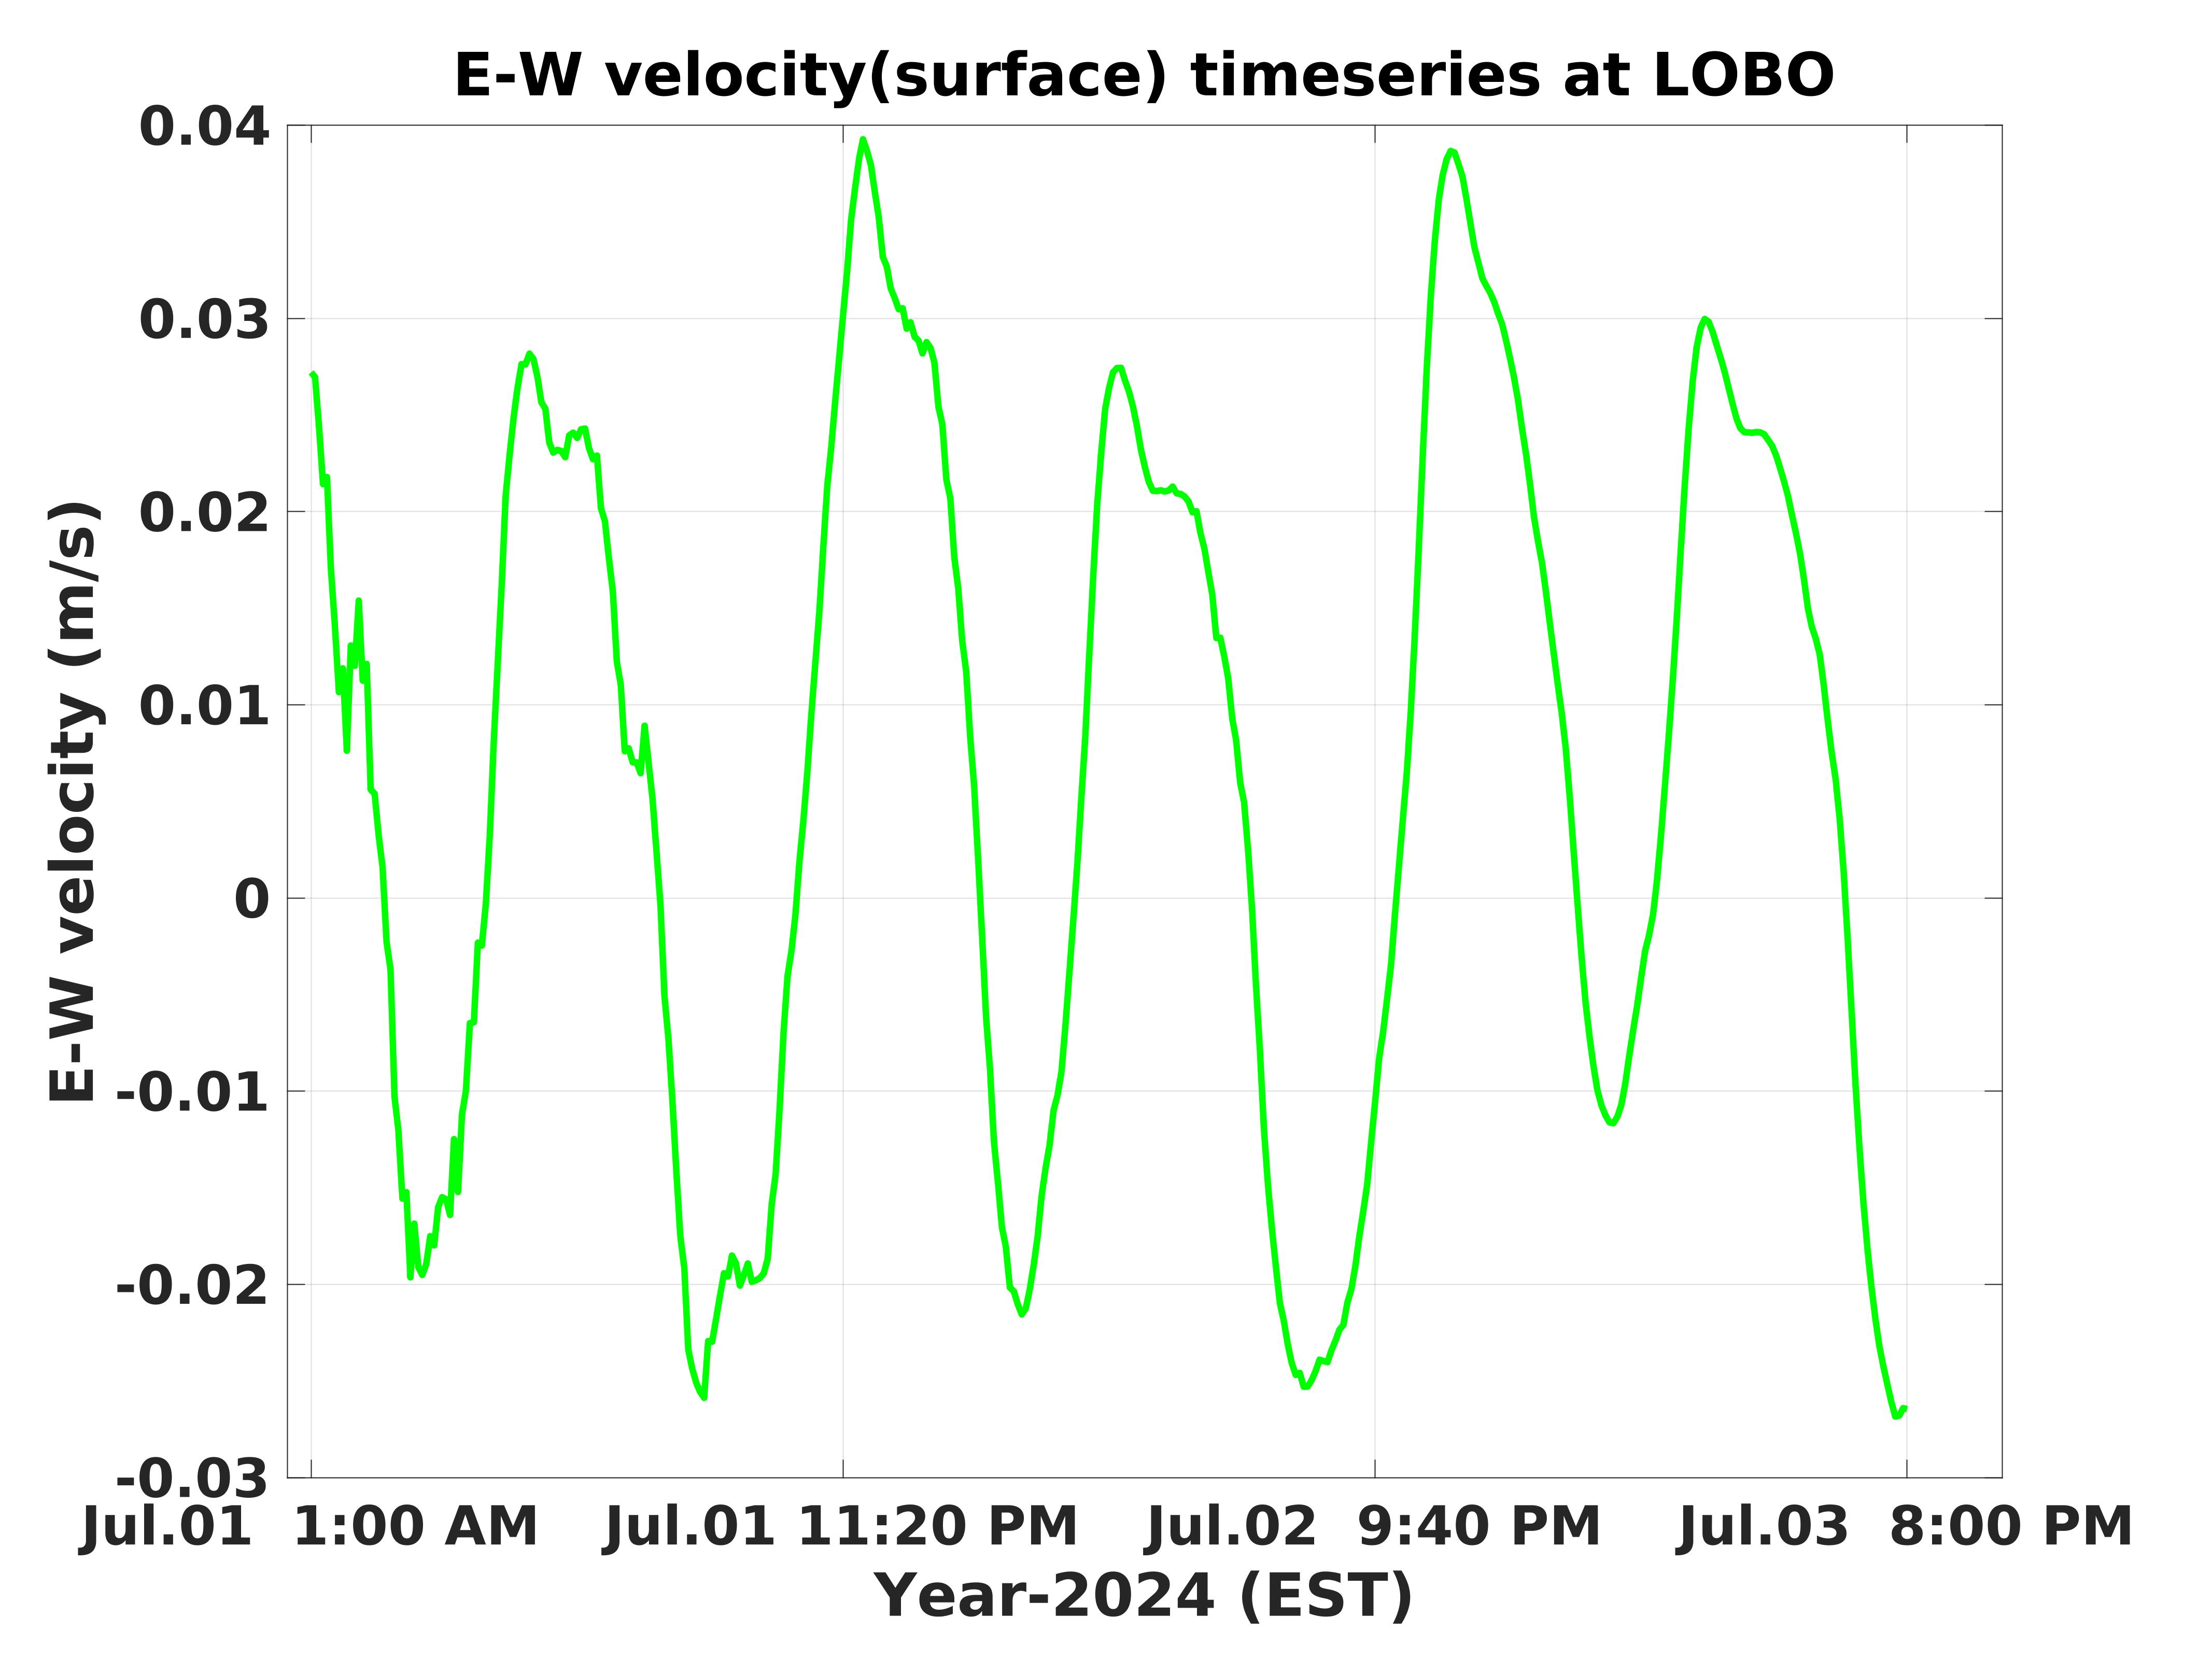 E-W velocity(surface) timeseries at LOBO
E-W velocity (m/s)
0.04
0.03
0.02
0.01
0
-0.01
-0.02
-0.03
Jul.01 1:00 AM
Jul.01 11:20 PM
Jul.02 9:40 PM
Jul.03 8:00 PM
Year-2024 (EST)